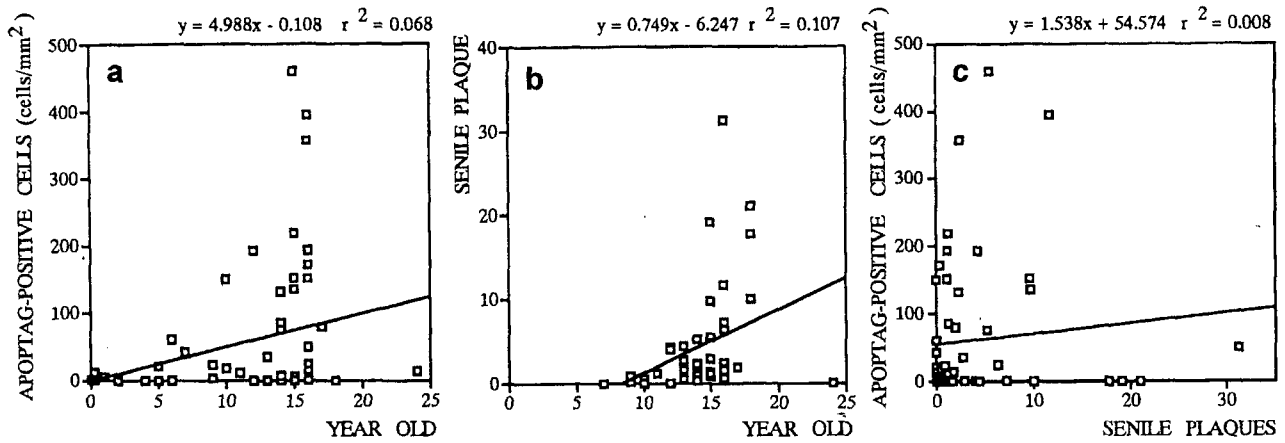 y = 4.988x - 0.108 r 2 = 0.068
APOPTAG-POSITIVE CELLS (cells/mm2)
500
400
300
200
100
0
a
0 5 10 15 20 25
YEAR OLD
y = 0.749x - 6.247 r 2 = 0.107
SENILE PLAQUE
40
30
20
10
0
b
0 5 10 15 20 25
YEAR OLD
y = 1.538x + 54.574 r 2 = 0.008
APOPTAG-POSITIVE CELLS (cells/mm2)
500
400
300
200
100
0
c
0 10 20 30
SENILE PLAQUES